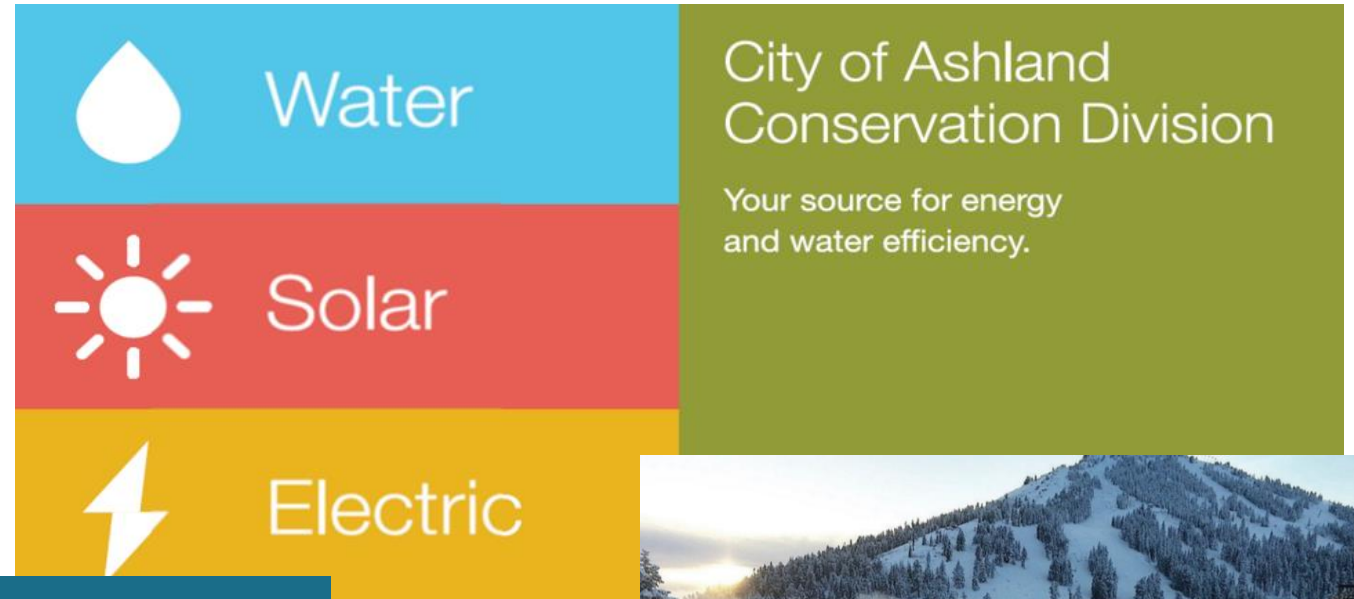 Water
Solar
Electric
City of Ashland
Conservation Division
Your source for energy
and water efficiency.